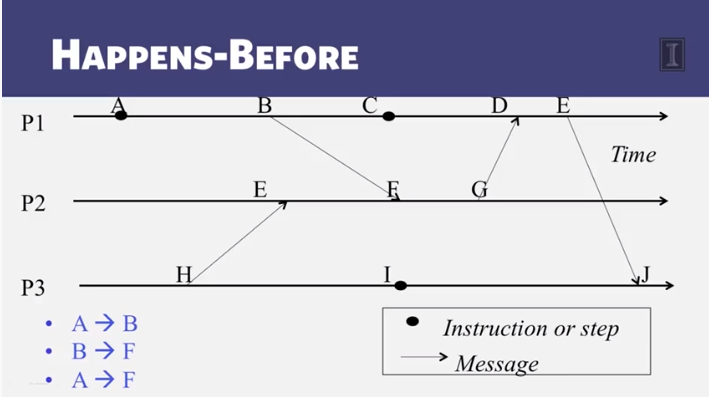 HAPPENS-BEFORE
I
A B C D E
P1
Time
E F G
P2
H I J
P3
• A → B
• B → F
• A → F
Instruction or step
Message